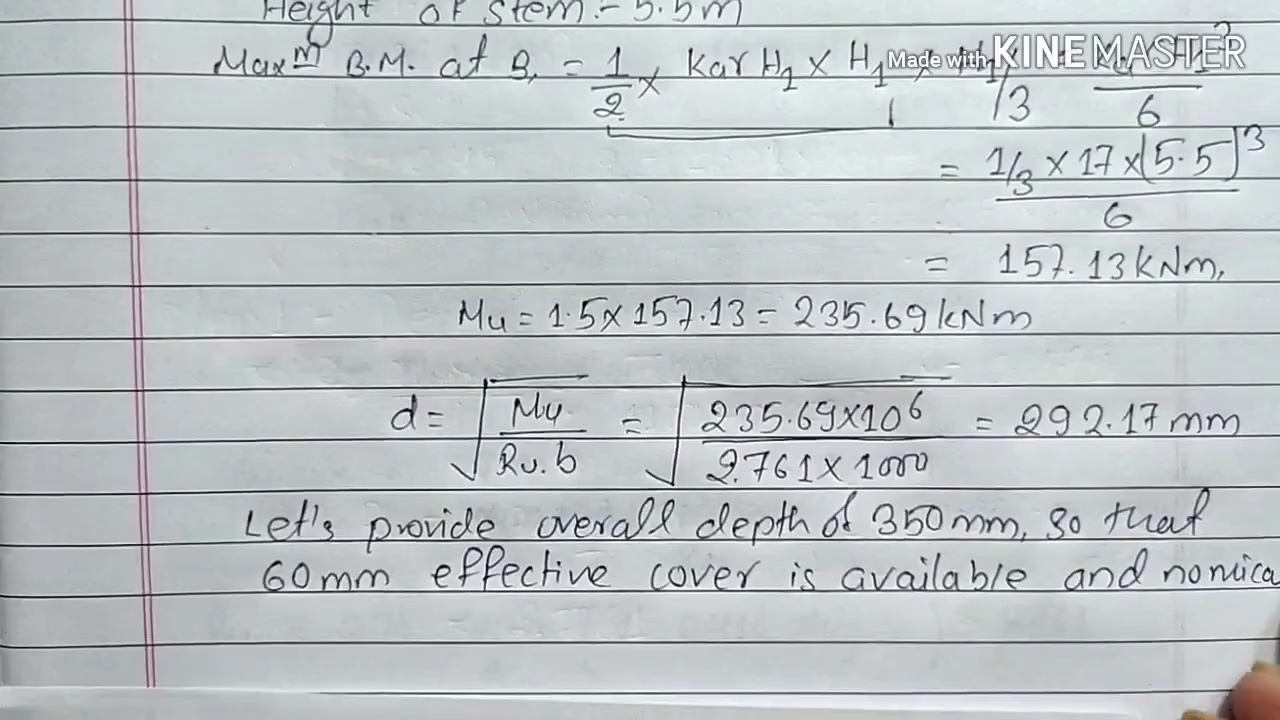 Height of Stem:- 5.5m
Max m B.M. at B, = 1/2 × Kar H1 × H1 × H1/3 = / 6
Made with KINEMASTER
= 1/3 × 17 × (5.5)^3 / 6
= 157.13 kNm,
Mu = 1.5 × 157.13 = 235.69 kNm
d = √(Mu / Ru.b) = √(235.69×10^6 / 2.761×1000) = 292.17 mm
Let's provide overall depth of 350mm, so that
60mm effective cover is available and nomica